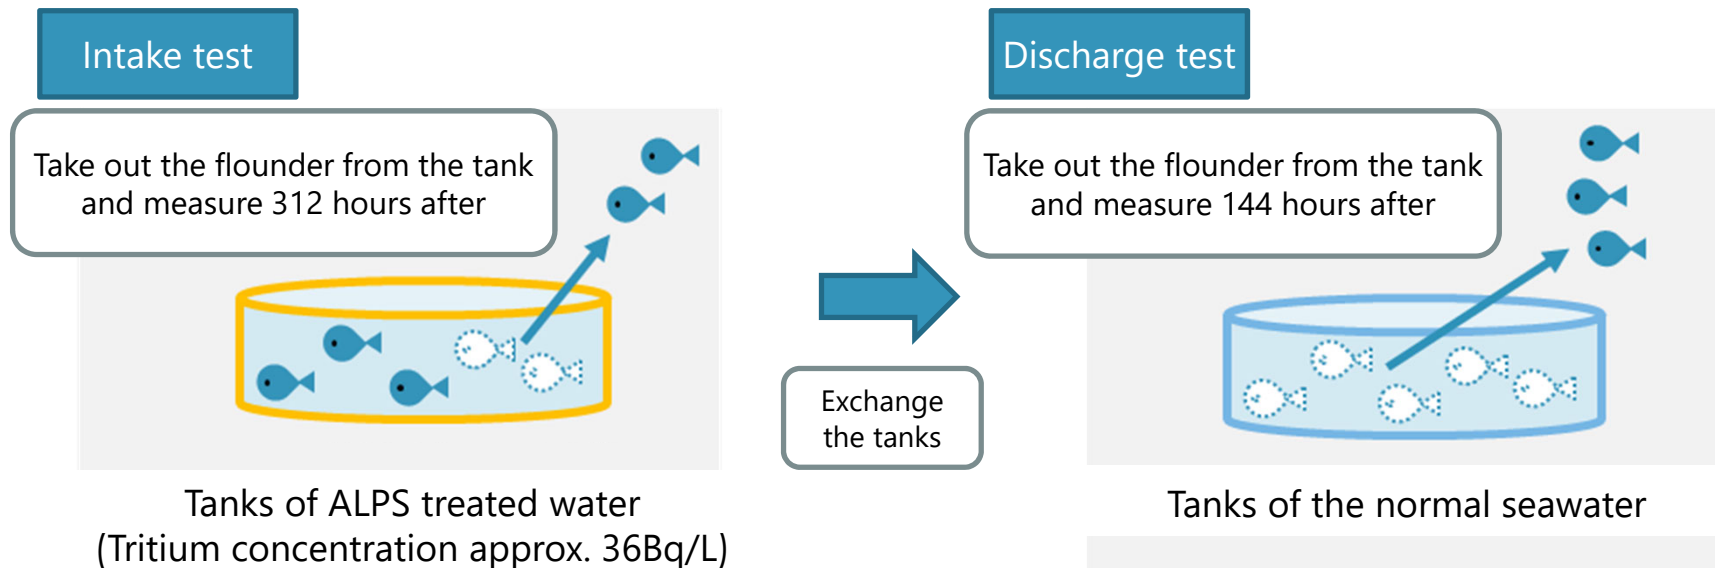 Intake test
Take out the flounder from the tank
and measure 312 hours after
Tanks of ALPS treated water
(Tritium concentration approx. 36Bq/L)
Exchange
the tanks
Discharge test
Take out the flounder from the tank
and measure 144 hours after
Tanks of the normal seawater